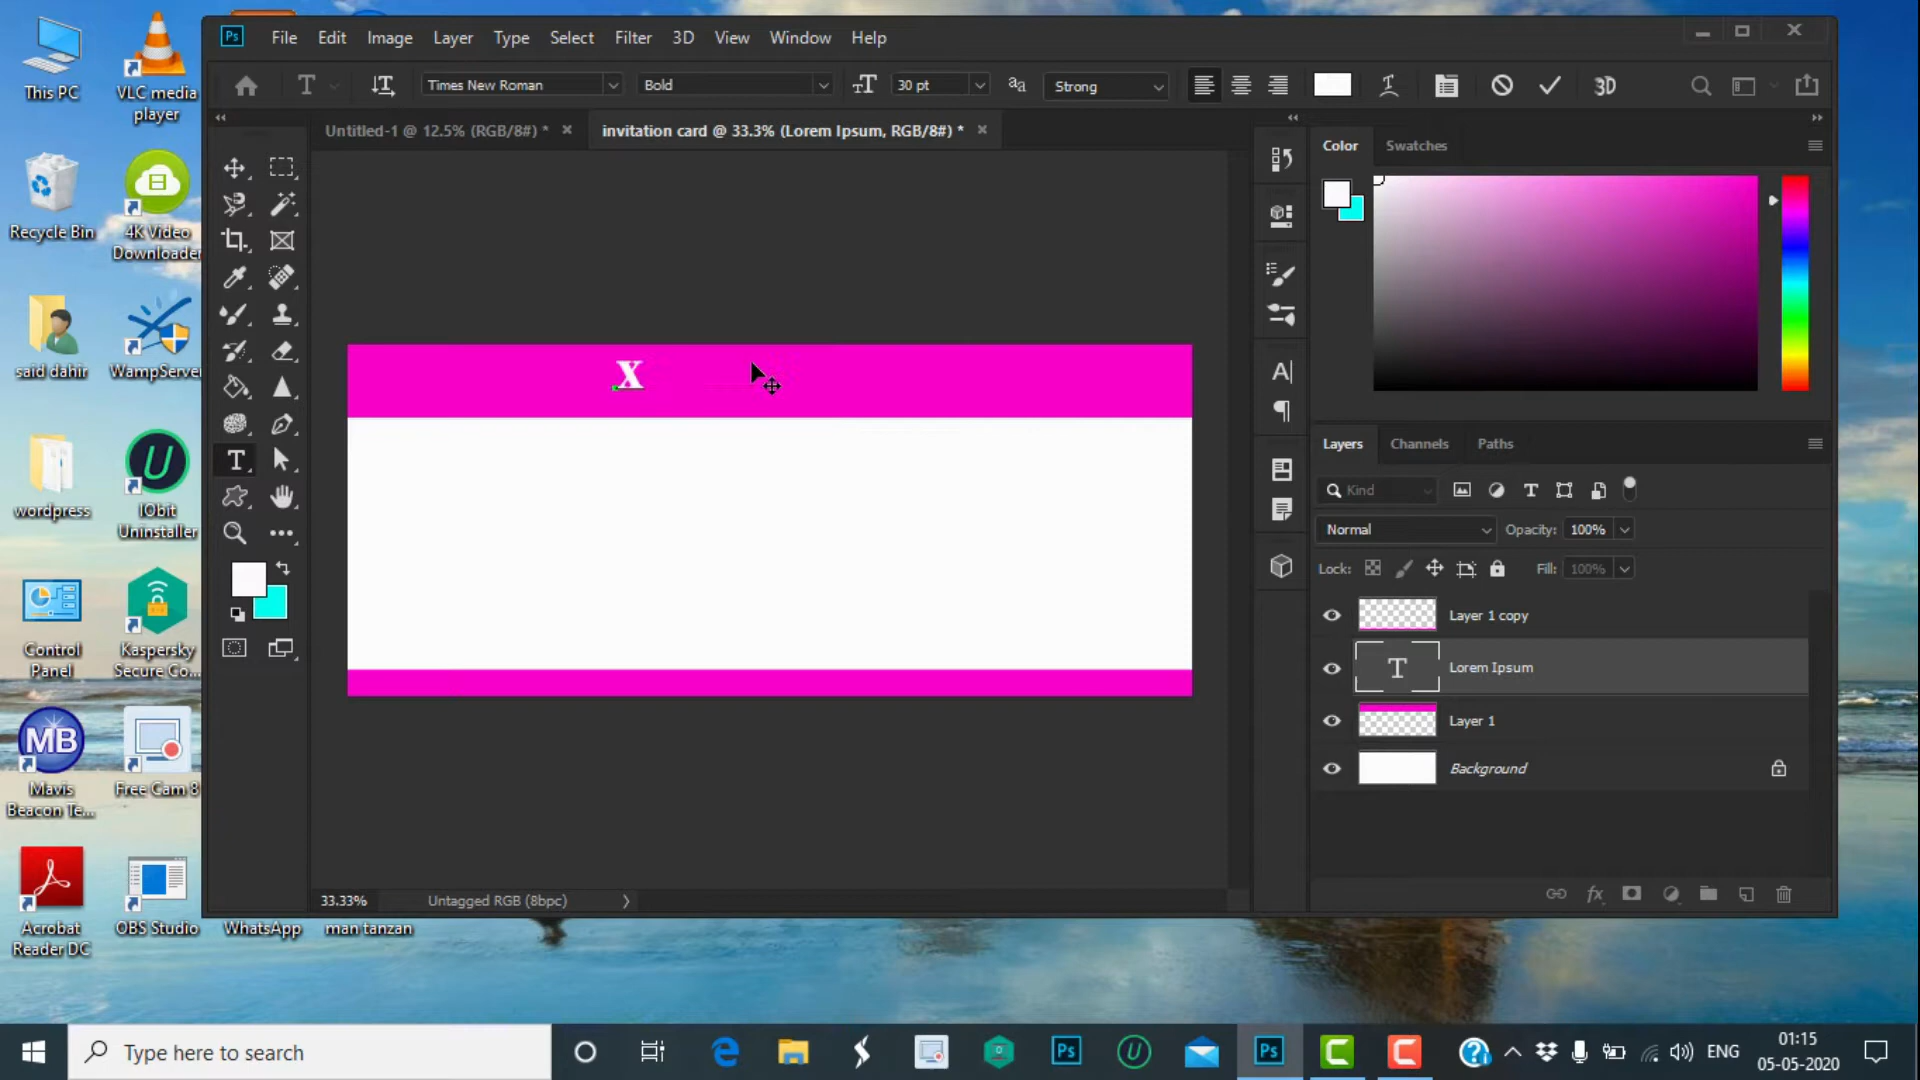 This PC
VLC media
player
Recycle Bin
4K Video
Downloader
said dahir
WampServer
wordpress
IObit
Uninstaller
Control
Panel
Kaspersky
Secure Co...
MB
Mavis
Beacon Te...
Free Cam 8
Acrobat
Reader DC
OBS Studio
WhatsApp
man tanzan
Ps
File Edit Image Layer Type Select Filter 3D View Window Help
Times New Roman
Bold
30 pt
Strong
3D
Untitled-1 @ 12.5% (RGB/8#) *
invitation card @ 33.3% (Lorem Ipsum, RGB/8#) *
X
33.33%
Untagged RGB (8bpc)
Color
Swatches
Layers
Channels
Paths
Kind
Normal
Opacity: 100%
Lock:
Fill: 100%
Layer 1 copy
Lorem Ipsum
Layer 1
Background
fx
Type here to search
Ps
Ps
ENG
01:15
05-05-2020